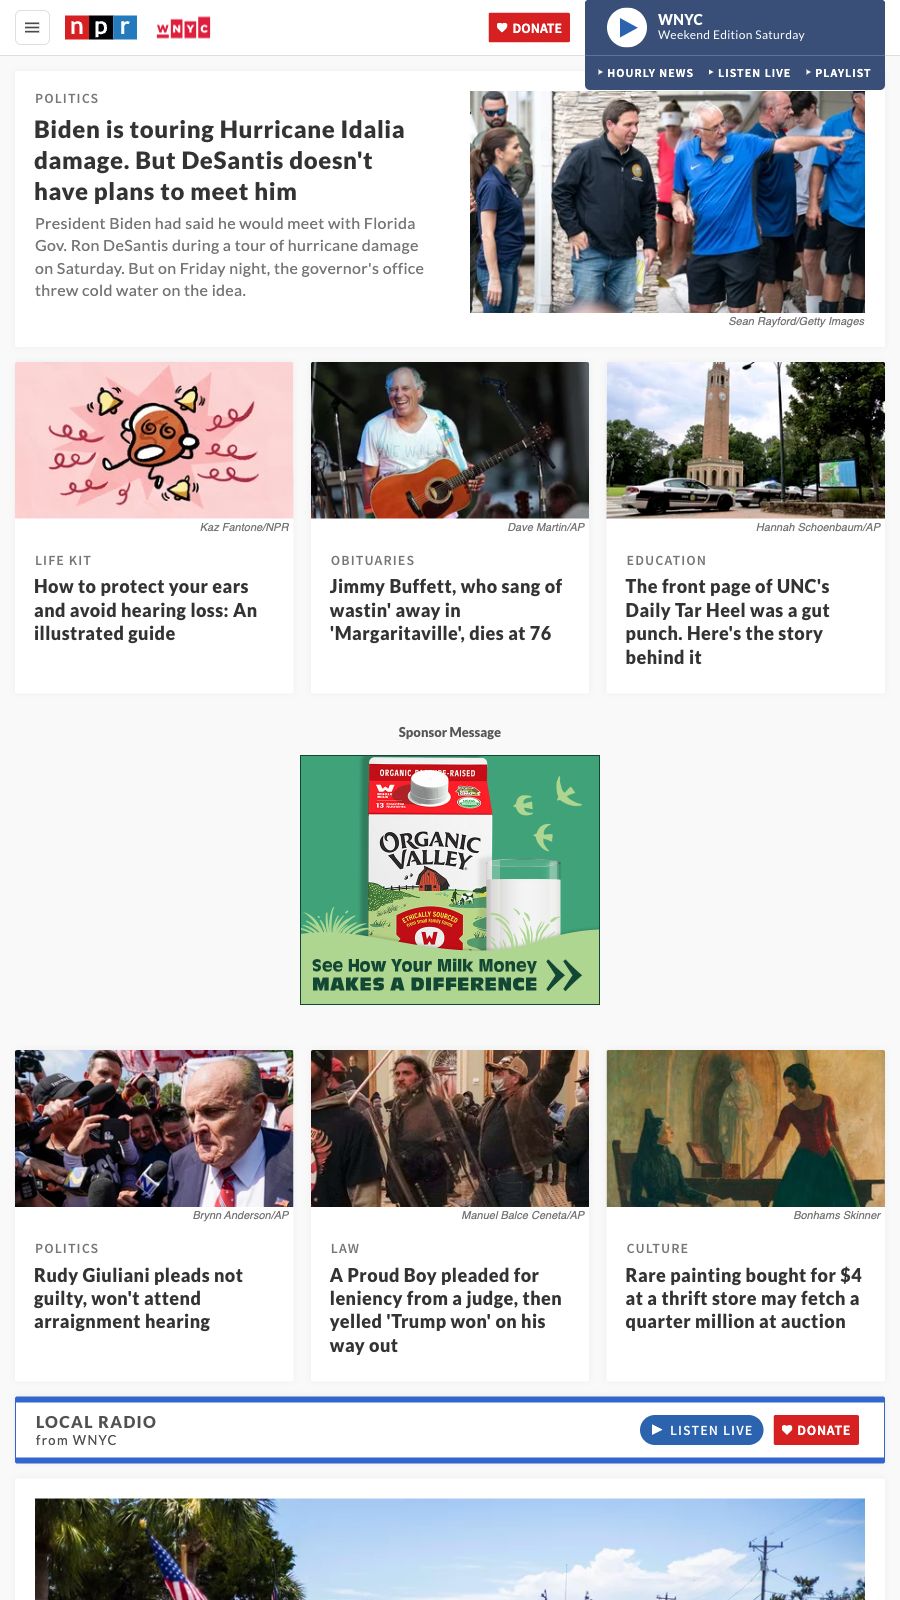 npr
WNYC
DONATE
WNYC
Weekend Edition Saturday
HOURLY NEWS
LISTEN LIVE
PLAYLIST
POLITICS
Biden is touring Hurricane Idalia
damage. But DeSantis doesn't
have plans to meet him
President Biden had said he would meet with Florida
Gov. Ron DeSantis during a tour of hurricane damage
on Saturday. But on Friday night, the governor's office
threw cold water on the idea.
Sean Rayford/Getty Images
Kaz Fantone/NPR
LIFE KIT
How to protect your ears
and avoid hearing loss: An
illustrated guide
Dave Martin/AP
OBITUARIES
Jimmy Buffett, who sang of
wastin' away in
'Margaritaville', dies at 76
Hannah Schoenbaum/AP
EDUCATION
The front page of UNC's
Daily Tar Heel was a gut
punch. Here's the story
behind it
Sponsor Message
ORGANIC
-RAISED
ORGANIC
VALLEY
ETHICALLY SOURCED
from Small Family Farms
See How Your Milk Money
MAKES A DIFFERENCE
Brynn Anderson/AP
POLITICS
Rudy Giuliani pleads not
guilty, won't attend
arraignment hearing
Manuel Balce Ceneta/AP
LAW
A Proud Boy pleaded for
leniency from a judge, then
yelled 'Trump won' on his
way out
Bonhams Skinner
CULTURE
Rare painting bought for $4
at a thrift store may fetch a
quarter million at auction
LOCAL RADIO
from WNYC
LISTEN LIVE
DONATE